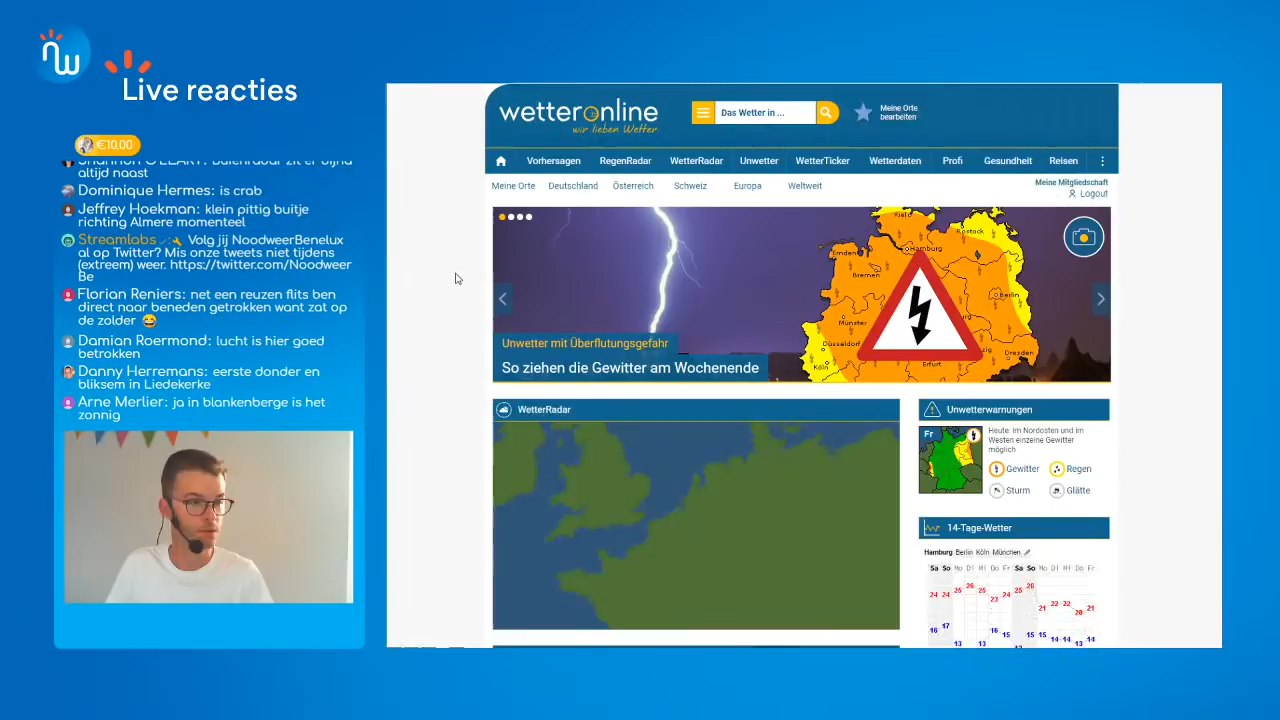 nw
Live reacties
€10.00
Shannon O'LEARY: Buienradar zit er bijna
altijd naast
Dominique Hermes: is crab
Jeffrey Hoekman: klein pittig buitje
richting Almere momenteel
Streamlabs Volg jij NoodweerBenelux
al op Twitter? Mis onze tweets niet tijdens
(extreem) weer. https://twitter.com/Noodweer
Be
Florian Reniers: net een reuzen flits ben
direct naar beneden getrokken want zat op
de zolder 😂
Damian Roermond: lucht is hier goed
betrokken
Danny Herremans: eerste donder en
bliksem in Liedekerke
Arne Merlier: ja in blankenberge is het
zonnig
wetteronline
wir lieben Wetter
Das Wetter in ...
Meine Orte
bearbeiten
Vorhersagen RegenRadar WetterRadar Unwetter WetterTicker Wetterdaten Profi Gesundheit Reisen
Meine Orte Deutschland Österreich Schweiz Europa Weltweit
Meine Mitgliedschaft
Logout
Kiel
Rostock
Hamburg
Emden
Bremen
Berlin
Münster
Düsseldorf
Dresden
Köln
Erfurt
Unwetter mit Überflutungsgefahr
So ziehen die Gewitter am Wochenende
WetterRadar
Unwetterwarnungen
Fr
Heute: Im Nordosten und im
Westen einzelne Gewitter
möglich
Gewitter Regen
Sturm Glätte
14-Tage-Wetter
Hamburg Berlin Köln München
Sa So Mo Di Mi Do Fr Sa So Mo Di Mi Do Fr
24 24 25 26 25 23 24 25 26 21 22 22 20 21
16 17 13 13 16 15 13 15 15 14 14 13 14